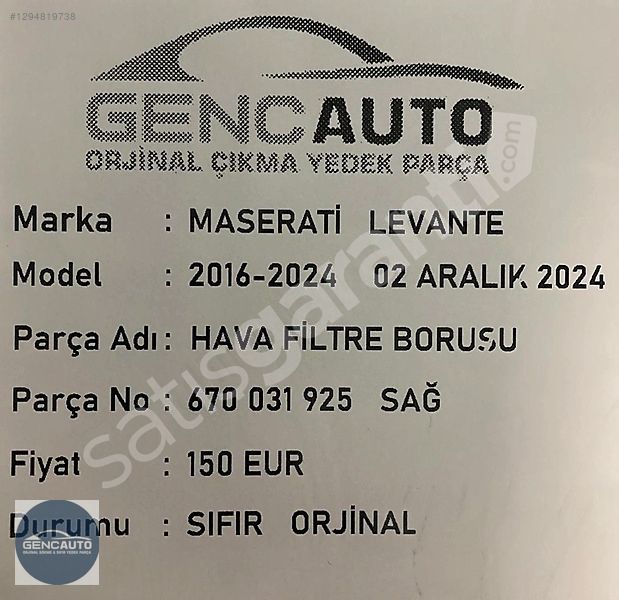 #1294819738
GENCAUTO
ORJİNAL ÇIKMA YEDEK PARÇA
Marka : MASERATİ LEVANTE
Model : 2016-2024 02 ARALIK 2024
Parça Adı : HAVA FİLTRE BORUSU
Parça No : 670 031 925 SAĞ
Fiyat : 150 EUR
Durumu : SIFIR ORJİNAL
satışgaranti.com
GENCAUTO